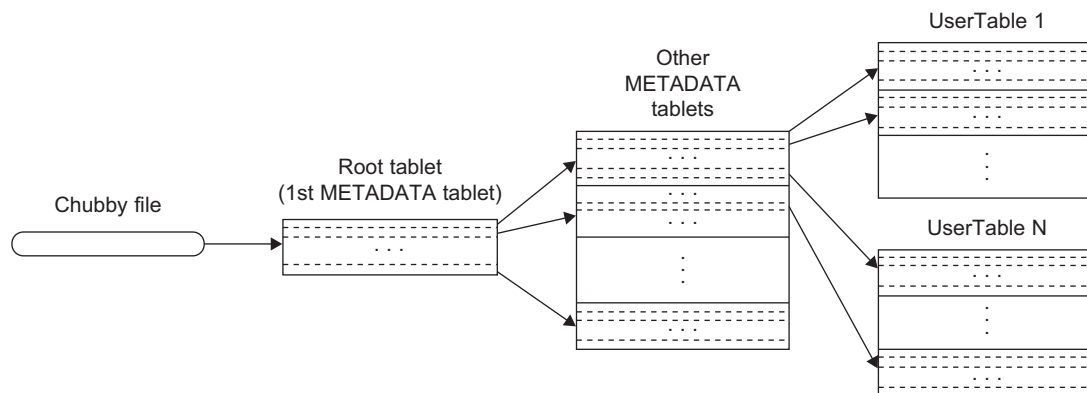 Chubby file
Root tablet
(1st METADATA tablet)
. . .
Other
METADATA
tablets
. . .
. . .
. . .
. . .
. . .
UserTable 1
. . .
. . .
. . .
UserTable N
. . .
. . .
. . .